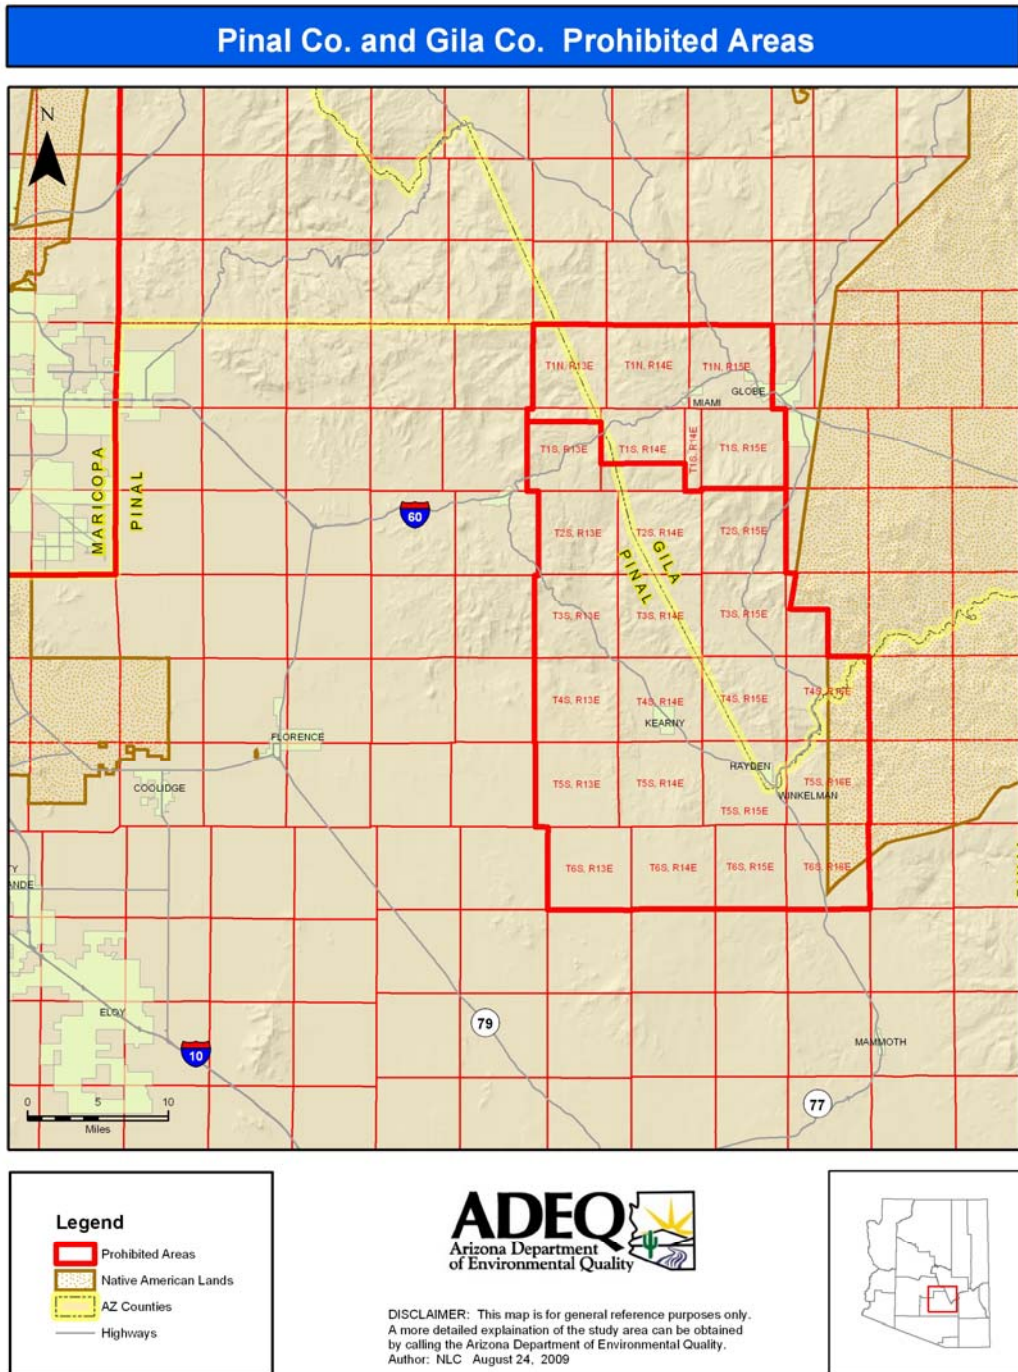 Pinal Co. and Gila Co. Prohibited Areas
N
T1N, R13E
T1N, R14E
T1N, R15E
GLOBE
MIAMI
T1S, R13E
T1S, R14E
T1S, R14E
T1S, R15E
MARICOPA
PINAL
60
T2S, R13E
T2S, R14E
T2S, R15E
GILA
PINAL
T3S, R13E
T3S, R14E
T3S, R15E
T4S, R13E
T4S, R14E
T4S, R15E
T4S, R16E
KEARNY
FLORENCE
HAYDEN
COOLIDGE
T5S, R13E
T5S, R14E
T5S, R16E
WINKELMAN
T5S, R15E
T6S, R13E
T6S, R14E
T6S, R15E
T6S, R16E
TY
ANDE
ELOY
79
10
MAMMOTH
77
0 5 10
Miles
Legend
Prohibited Areas
Native American Lands
AZ Counties
Highways
ADEQ
Arizona Department
of Environmental Quality
DISCLAIMER: This map is for general reference purposes only.
A more detailed explaination of the study area can be obtained
by calling the Arizona Department of Environmental Quality.
Author: NLC August 24, 2009